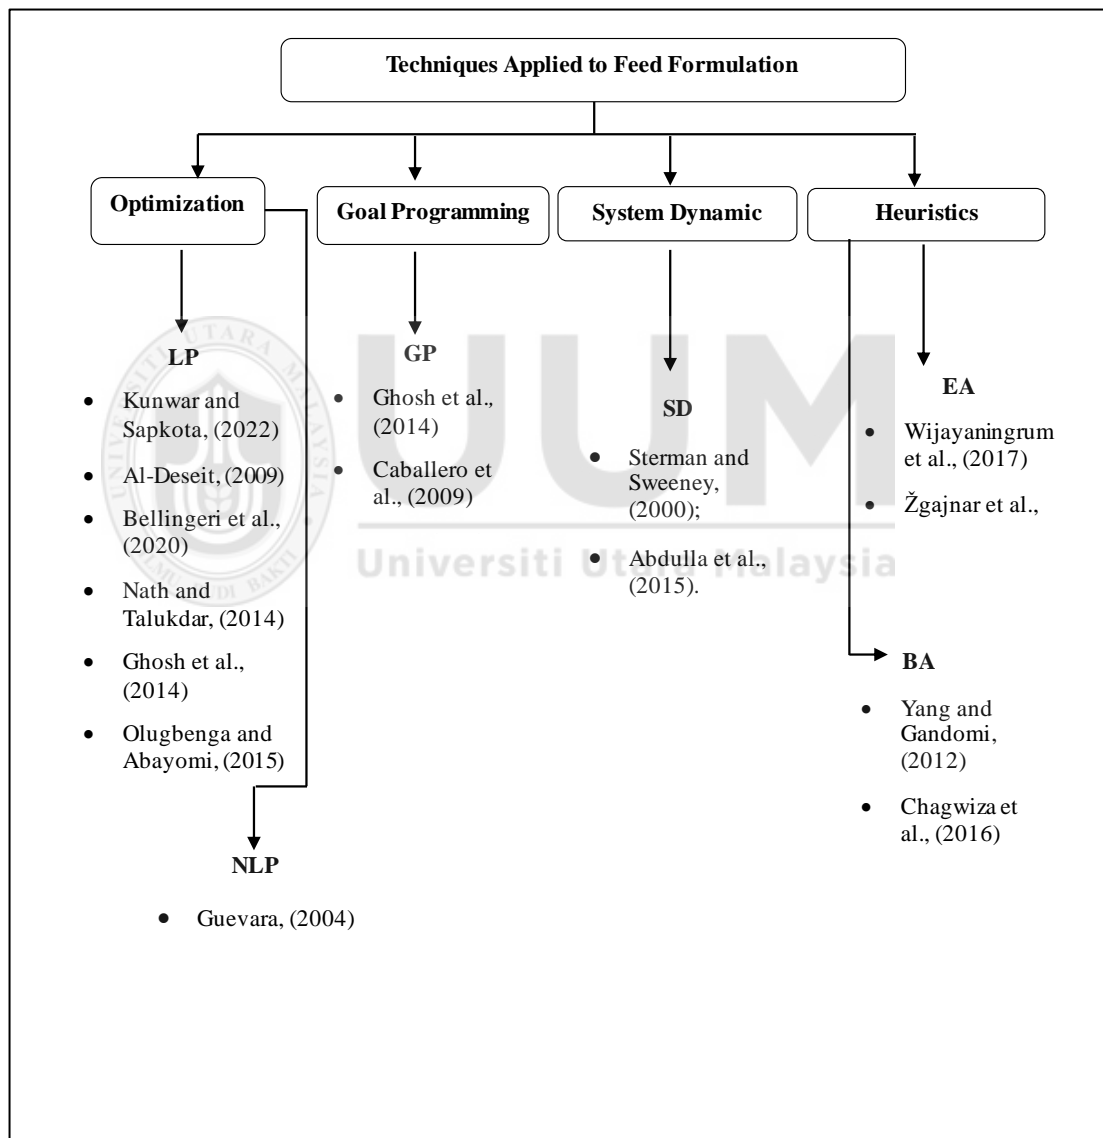 Techniques Applied to Feed Formulation
Optimization
Goal Programming
System Dynamic
Heuristics
LP
Kunwar and
Sapkota, (2022)
Al-Deseit, (2009)
Bellingeri et al.,
(2020)
Nath and
Talukdar, (2014)
Ghosh et al.,
(2014)
Olugbenga and
Abayomi, (2015)
NLP
Guevara, (2004)
GP
Ghosh et al.,
(2014)
Caballero et
al., (2009)
SD
Sterman and
Sweeney,
(2000);
Abdulla et al.,
(2015).
EA
Wijayaningrum
et al., (2017)
Žgajnar et al.,
BA
Yang and
Gandomi,
(2012)
Chagwiza et
al., (2016)
UNIVERSITI UTARA MALAYSIA
UUM
Universiti Utara Malaysia